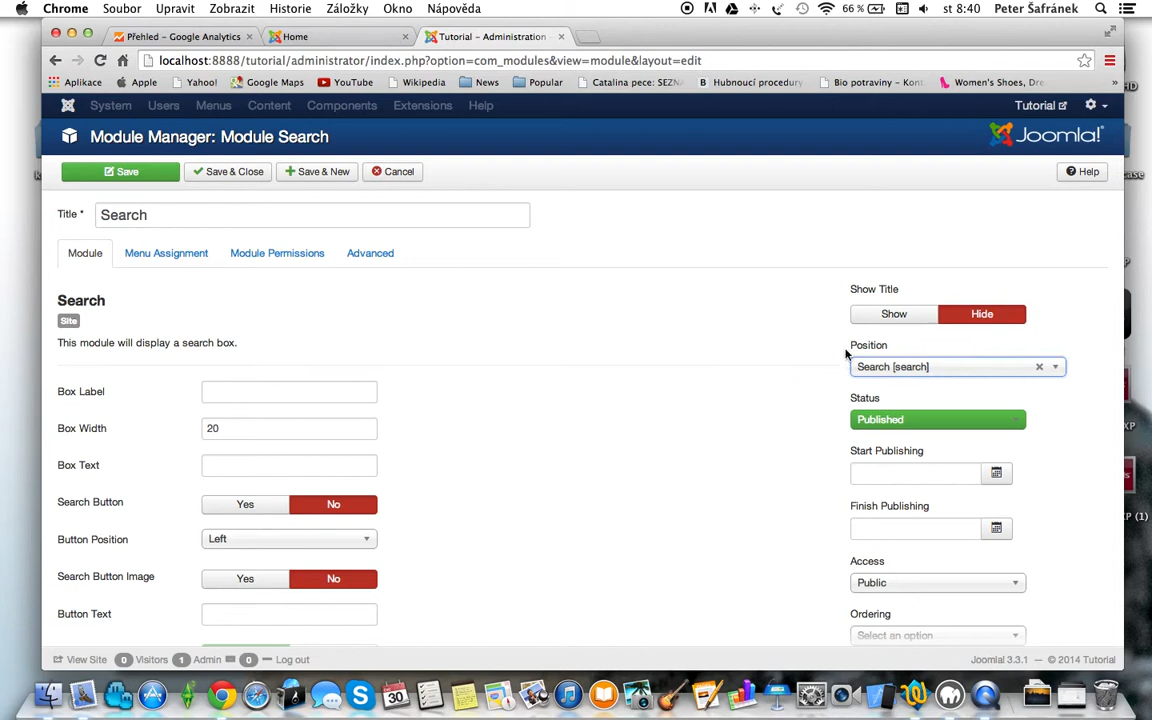 Chrome Soubor Upravit Zobrazit Historie Záložky Okno Nápověda 66 % st 8:40 Peter Šafránek
Přehled – Google Analytics Home Tutorial - Administration
localhost:8888/tutorial/administrator/index.php?option=com_modules&view=module&layout=edit
Aplikace Apple Yahoo! Google Maps YouTube Wikipedia News Popular Catalina pece: SEZNA Hubnoucí procedury Bio potraviny – Kont Women's Shoes, Dre
System Users Menus Content Components Extensions Help Tutorial
Module Manager: Module Search Joomla!
Save Save & Close Save & New Cancel Help
Title * Search
Module Menu Assignment Module Permissions Advanced
Show Title
Search
Show Hide
Site
This module will display a search box.
Position
Search [search]
Box Label
Status
Published
Box Width 20
Start Publishing
Box Text
Search Button Yes No
Finish Publishing
Button Position Left
Access
Search Button Image Yes No
Public
Button Text
Ordering
Select an option
View Site 0 Visitors 1 Admin 0 Log out Joomla! 3.3.1 — © 2014 Tutorial
30
XP (1)